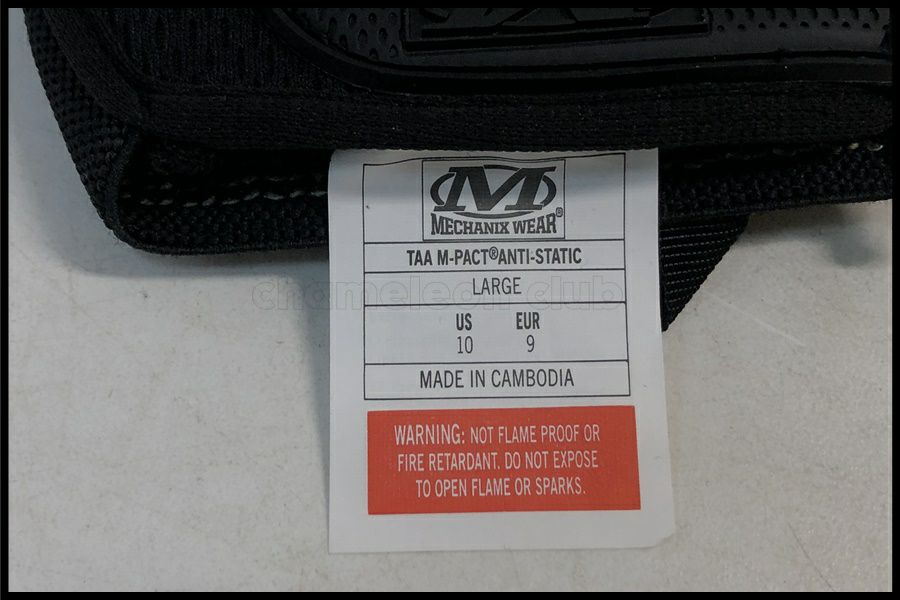 M
MECHANIX WEAR®
TAA M-PACT® ANTI-STATIC
LARGE
chameleon club
US EUR
10 9
MADE IN CAMBODIA
WARNING: NOT FLAME PROOF OR
FIRE RETARDANT. DO NOT EXPOSE
TO OPEN FLAME OR SPARKS.